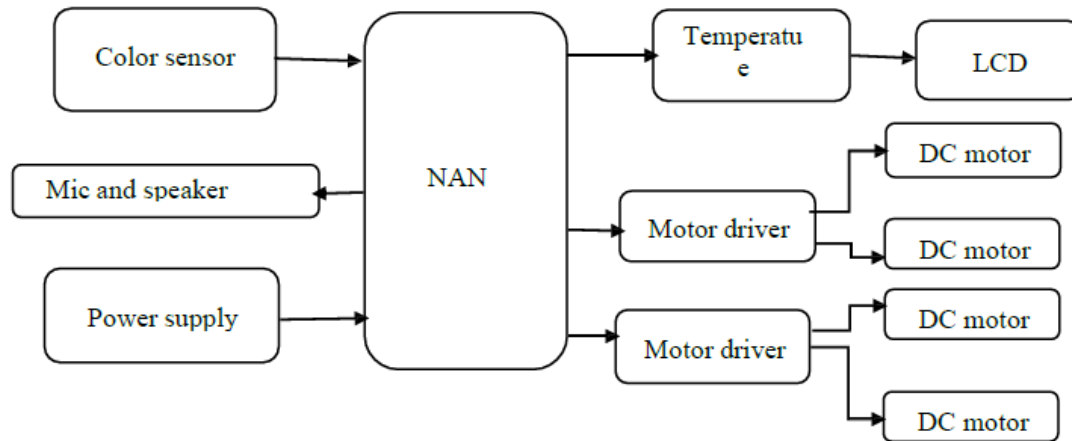 Color sensor
Mic and speaker
Power supply
NAN
Temperatu
e
LCD
Motor driver
DC motor
DC motor
Motor driver
DC motor
DC motor